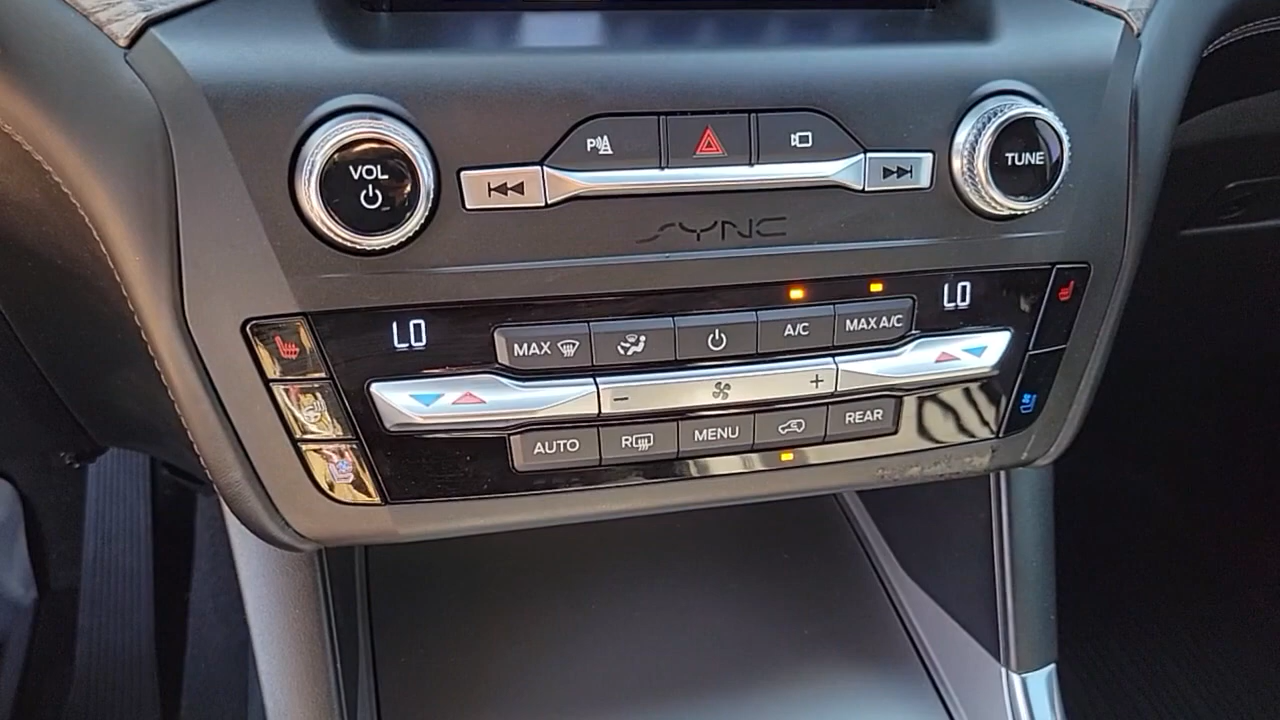 VOL
P
TUNE
SYNC
LO
LO
MAX
A/C
MAX A/C
− +
AUTO
R
MENU
REAR